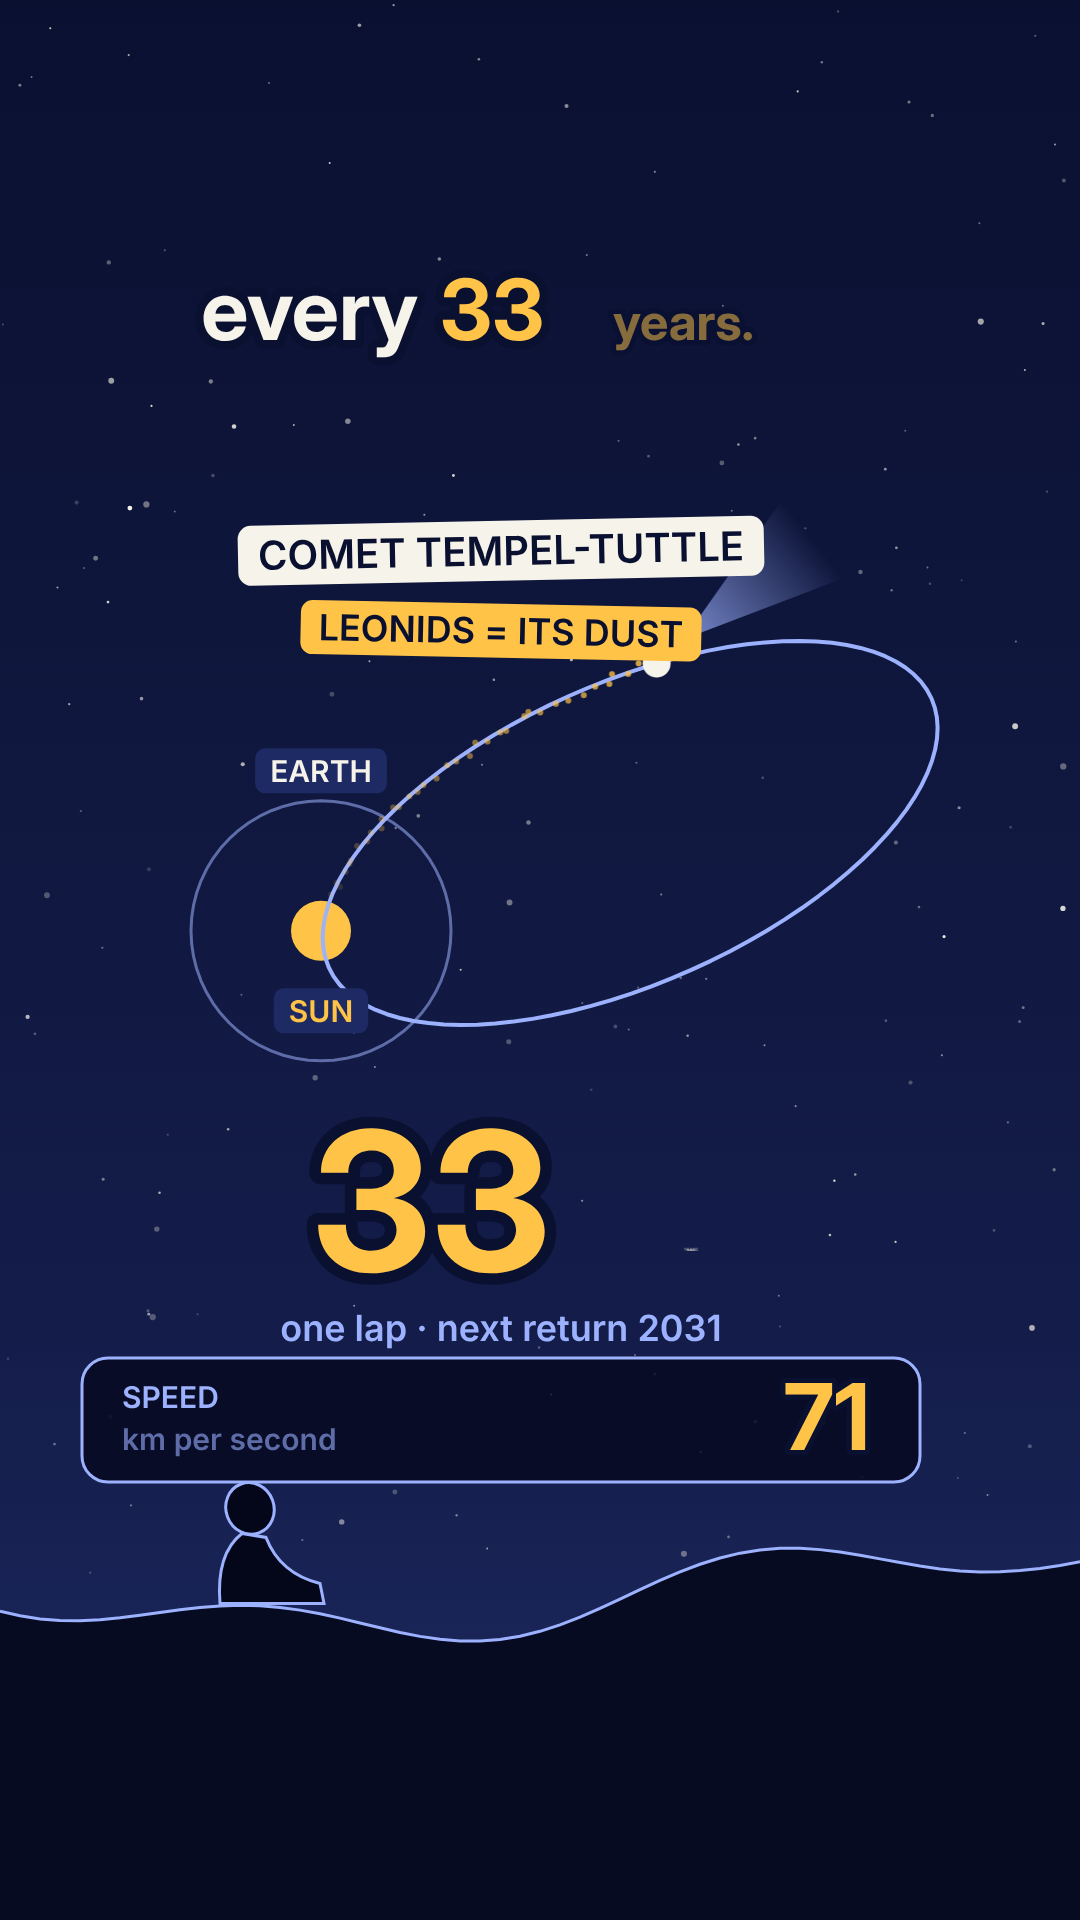 every 33 years.
COMET TEMPEL-TUTTLE
LEONIDS = ITS DUST
EARTH
SUN
33
one lap · next return 2031
SPEED
km per second
71